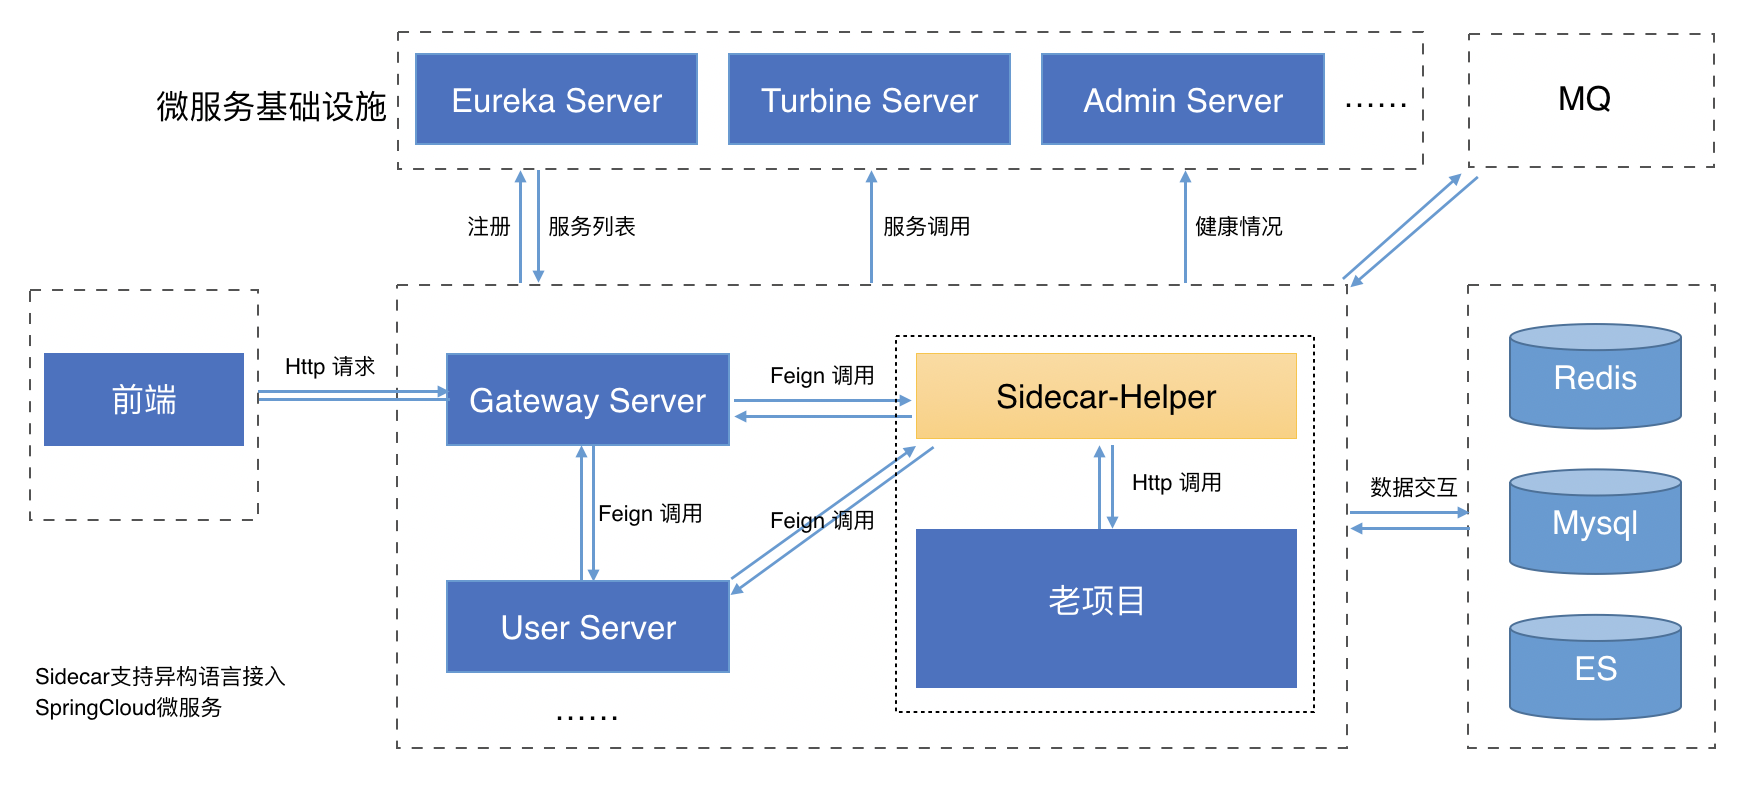 微服务基础设施
Eureka Server
Turbine Server
Admin Server
……
MQ
注册
服务列表
服务调用
健康情况
前端
Http 请求
Gateway Server
Feign 调用
Sidecar-Helper
Redis
Feign 调用
Feign 调用
Http 调用
数据交互
Mysql
User Server
老项目
ES
……
Sidecar支持异构语言接入
SpringCloud微服务